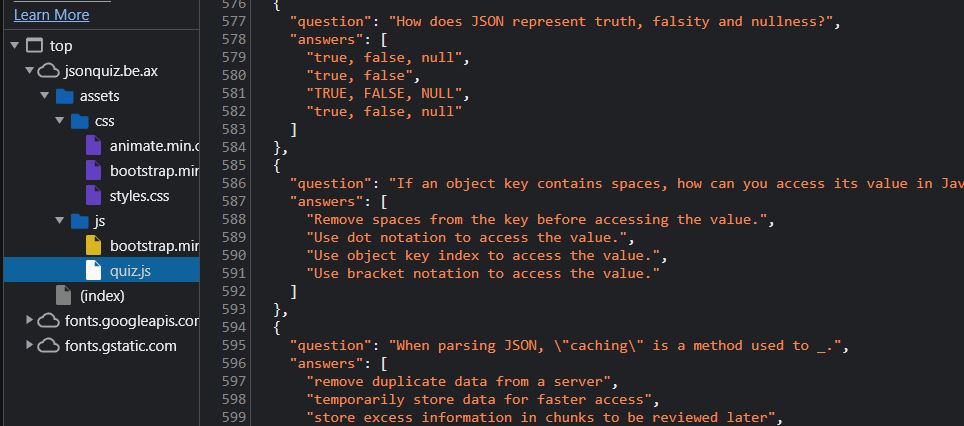 Learn More
top
jsonquiz.be.ax
assets
css
animate.min.c
bootstrap.mir
styles.css
js
bootstrap.mir
quiz.js
(index)
fonts.googleapis.cor
fonts.gstatic.com
576 {
577 "question": "How does JSON represent truth, falsity and nullness?",
578 "answers": [
579 "true, false, null",
580 "true, false",
581 "TRUE, FALSE, NULL",
582 "true, false, null"
583 ]
584 },
585 {
586 "question": "If an object key contains spaces, how can you access its value in Jav
587 "answers": [
588 "Remove spaces from the key before accessing the value.",
589 "Use dot notation to access the value.",
590 "Use object key index to access the value.",
591 "Use bracket notation to access the value."
592 ]
593 },
594 {
595 "question": "When parsing JSON, \"caching\" is a method used to _.",
596 "answers": [
597 "remove duplicate data from a server",
598 "temporarily store data for faster access",
599 "store excess information in chunks to be reviewed later",